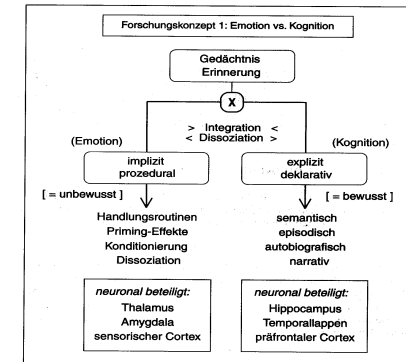 Forschungskonzept 1: Emotion vs. Kognition
Gedächtnis
Erinnerung
X
> Integration <
< Dissoziation >
(Emotion)
(Kognition)
implizit
prozedural
explizit
deklarativ
[ = unbewusst ]
[ = bewusst ]
Handlungsroutinen
Priming-Effekte
Konditionierung
Dissoziation
semantisch
episodisch
autobiografisch
narrativ
neuronal beteiligt:
Thalamus
Amygdala
sensorischer Cortex
neuronal beteiligt:
Hippocampus
Temporallappen
präfrontaler Cortex